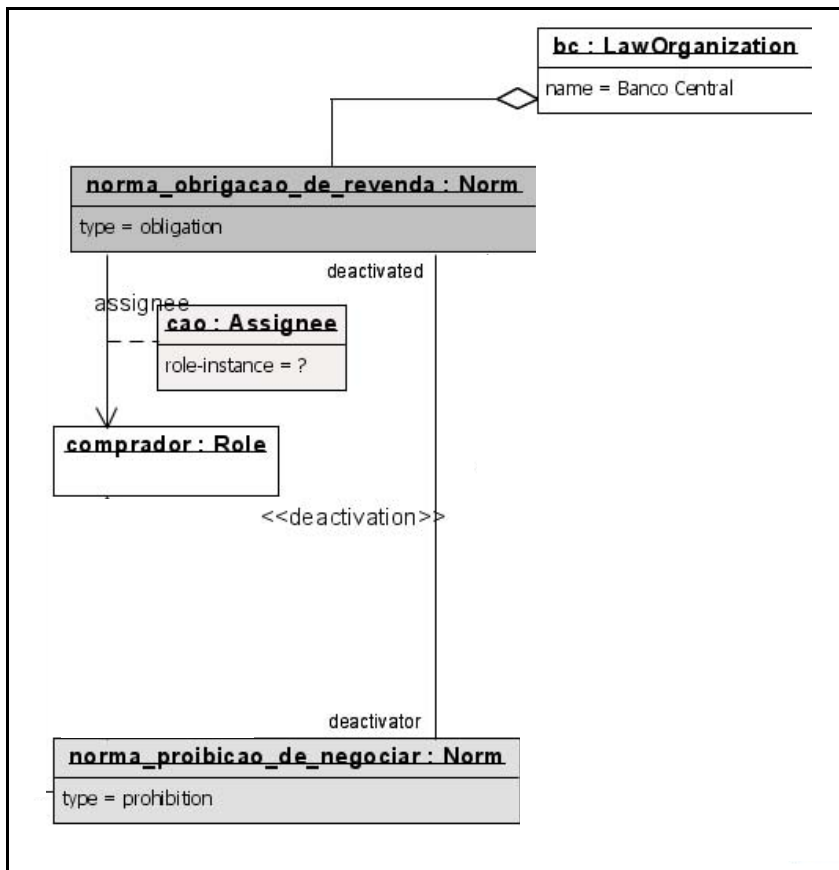 bc : LawOrganization
name = Banco Central
norma_obrigacao_de_revenda : Norm
type = obligation
deactivated
assignee
cao : Assignee
role-instance = ?
comprador : Role
<<deactivation>>
deactivator
norma_proibicao_de_negociar : Norm
type = prohibition